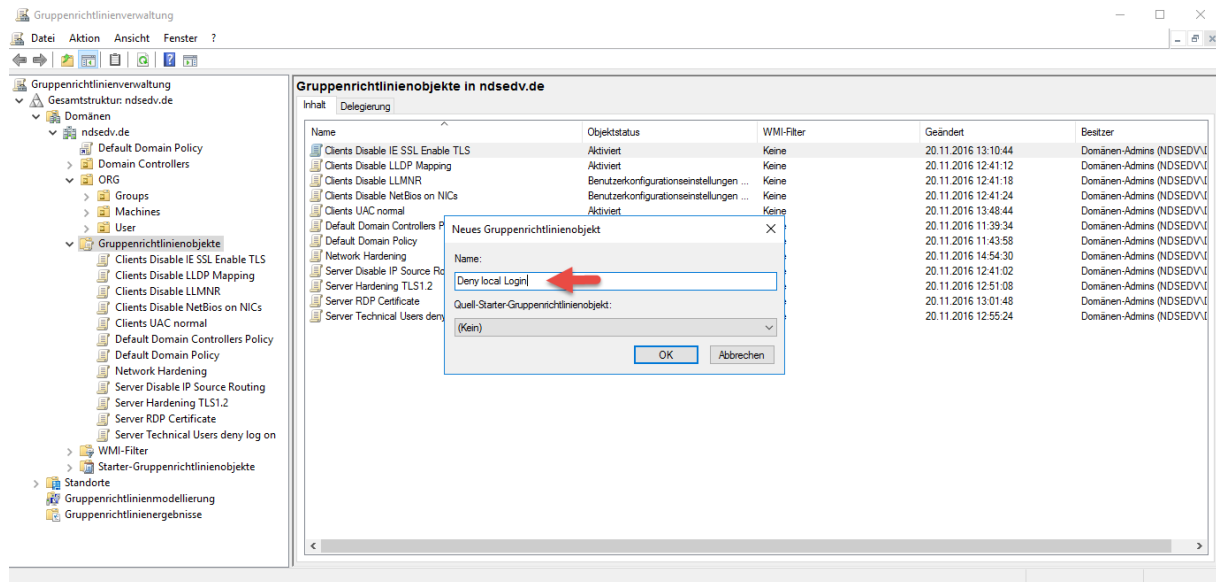 Gruppenrichtlinienverwaltung
Datei Aktion Ansicht Fenster ?
Gruppenrichtlinienverwaltung
Gesamtstruktur: ndsedv.de
Domänen
ndsedv.de
Default Domain Policy
Domain Controllers
ORG
Groups
Machines
User
Gruppenrichtlinienobjekte
Clients Disable IE SSL Enable TLS
Clients Disable LLDP Mapping
Clients Disable LLMNR
Clients Disable NetBios on NICs
Clients UAC normal
Default Domain Controllers Policy
Default Domain Policy
Network Hardening
Server Disable IP Source Routing
Server Hardening TLS1.2
Server RDP Certificate
Server Technical Users deny log on
WMI-Filter
Starter-Gruppenrichtlinienobjekte
Standorte
Gruppenrichtlinienmodellierung
Gruppenrichtlinienergebnisse
Gruppenrichtlinienobjekte in ndsedv.de
Inhalt Delegierung
Name Objektstatus WMI-Filter Geändert Besitzer
Clients Disable IE SSL Enable TLS Aktiviert Keine 20.11.2016 13:10:44 Domänen-Admins (NDSEDV\
Clients Disable LLDP Mapping Aktiviert Keine 20.11.2016 12:41:12 Domänen-Admins (NDSEDV\
Clients Disable LLMNR Benutzerkonfigurationseinstellungen ... Keine 20.11.2016 12:41:18 Domänen-Admins (NDSEDV\
Clients Disable NetBios on NICs Benutzerkonfigurationseinstellungen ... Keine 20.11.2016 12:41:24 Domänen-Admins (NDSEDV\
Clients UAC normal Aktiviert Keine 20.11.2016 13:48:44 Domänen-Admins (NDSEDV\
Default Domain Controllers P 20.11.2016 11:39:34 Domänen-Admins (NDSEDV\
Default Domain Policy 20.11.2016 11:43:58 Domänen-Admins (NDSEDV\
Network Hardening 20.11.2016 14:54:30 Domänen-Admins (NDSEDV\
Server Disable IP Source Ro 20.11.2016 12:41:02 Domänen-Admins (NDSEDV\
Server Hardening TLS1.2 20.11.2016 12:51:08 Domänen-Admins (NDSEDV\
Server RDP Certificate 20.11.2016 13:01:48 Domänen-Admins (NDSEDV\
Server Technical Users deny 20.11.2016 12:55:24 Domänen-Admins (NDSEDV\
Neues Gruppenrichtlinienobjekt
Name:
Deny local Login
Quell-Starter-Gruppenrichtlinienobjekt:
(Kein)
OK Abbrechen